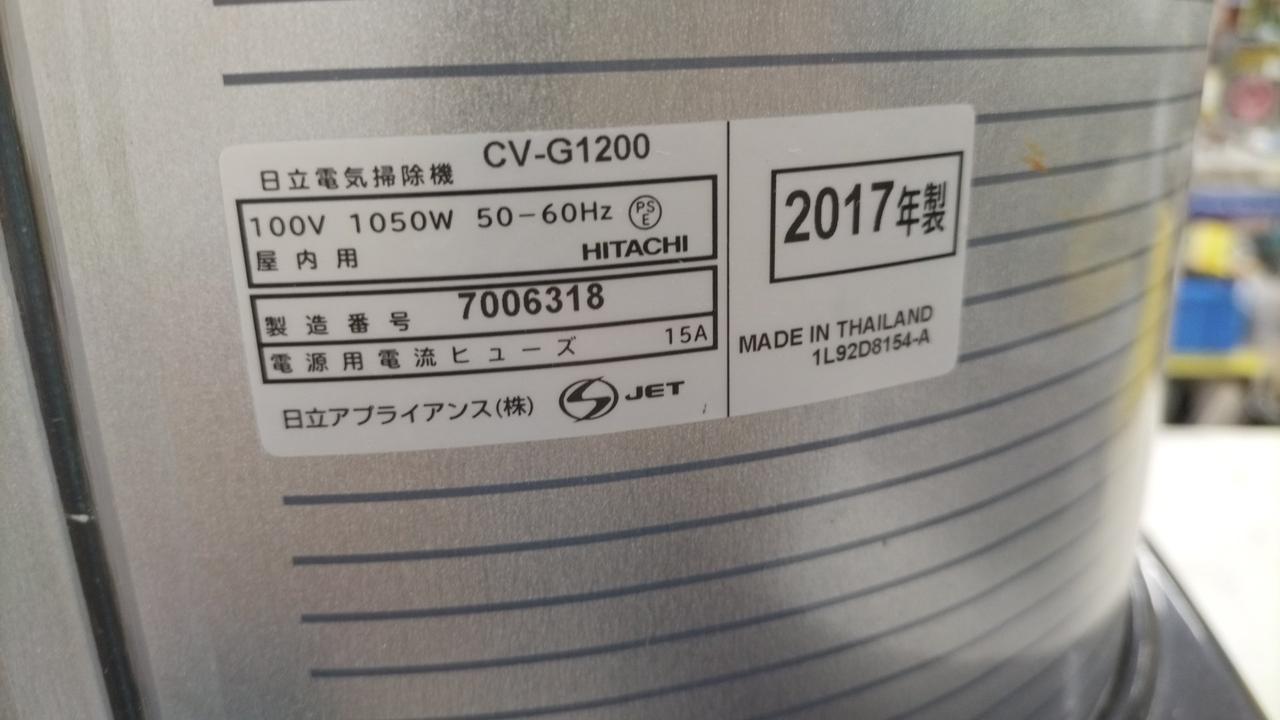 日立電気掃除機 CV-G1200
100V 1050W 50-60Hz PSE
屋内用 HITACHI
製造番号 7006318
電源用電流ヒューズ 15A
日立アプライアンス(株) JET
2017年製
MADE IN THAILAND
1L92D8154-A